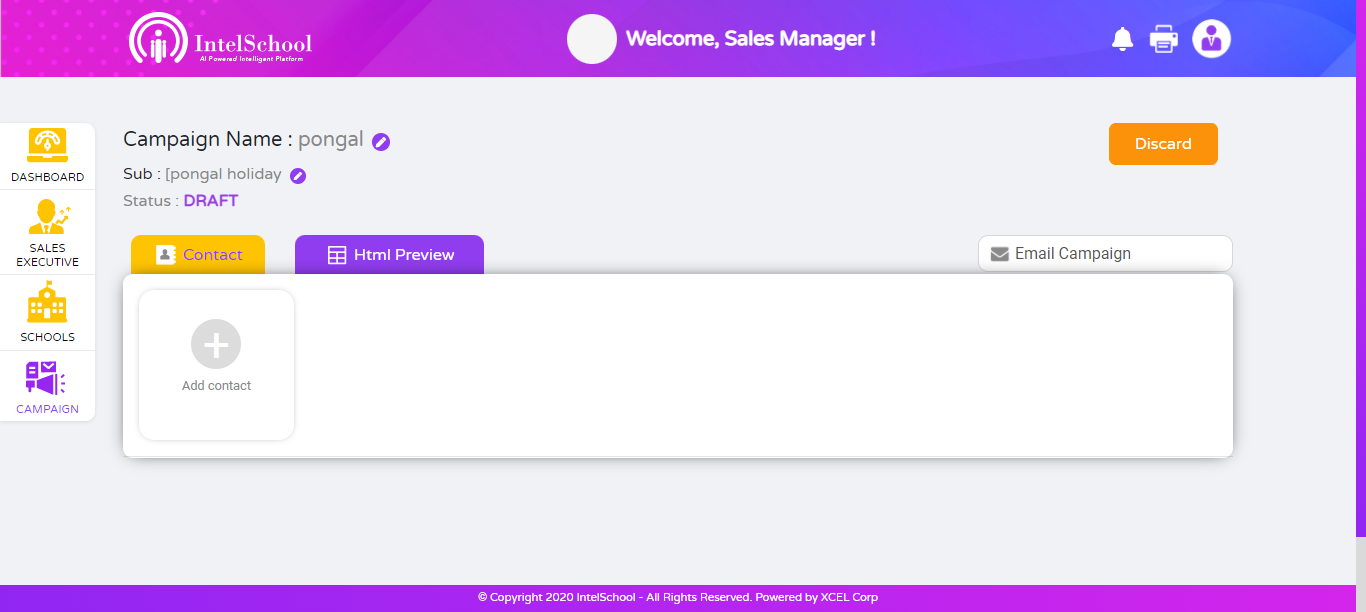 IntelSchool
AI Powered Intelligent Platform
Welcome, Sales Manager !
DASHBOARD
SALES
EXECUTIVE
SCHOOLS
CAMPAIGN
Campaign Name : pongal
Sub : [pongal holiday
Status : DRAFT
Discard
Contact
Html Preview
Email Campaign
Add contact
© Copyright 2020 IntelSchool - All Rights Reserved. Powered by XCEL Corp